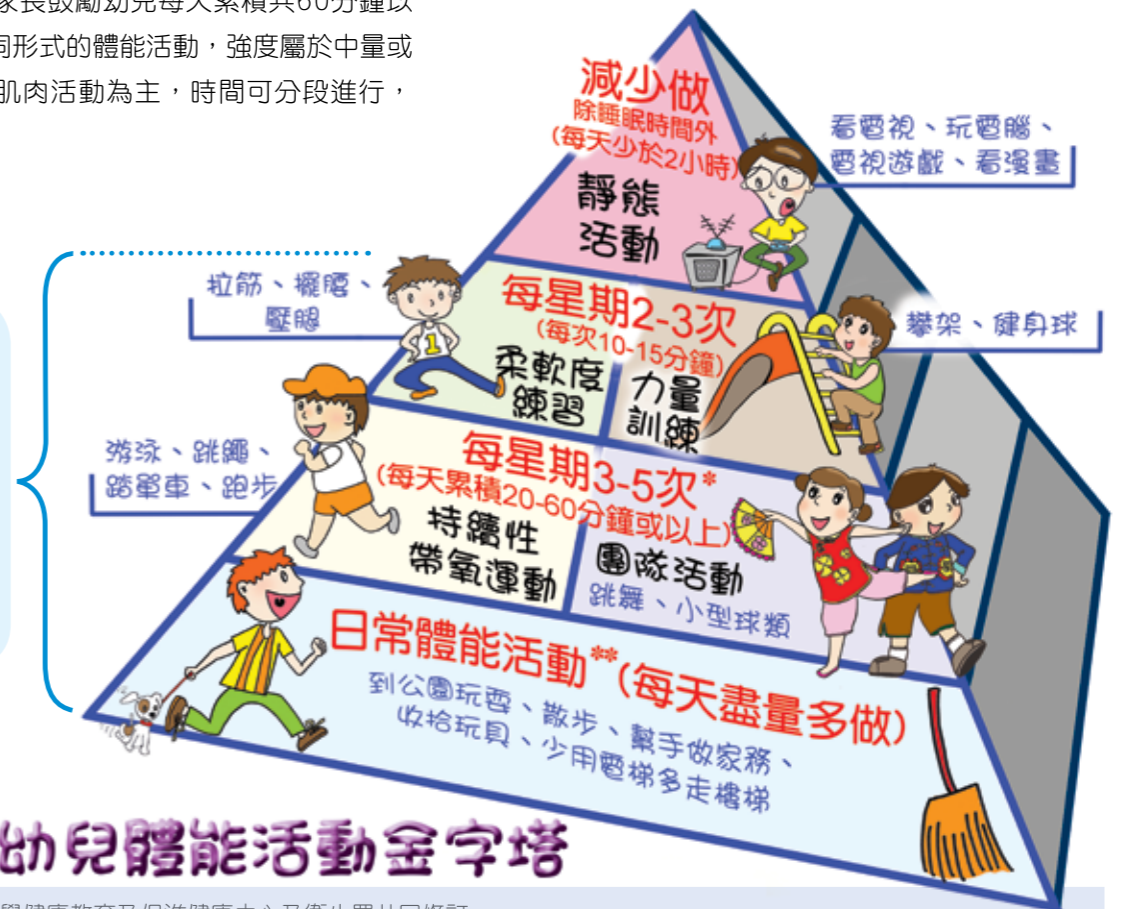 家長鼓勵幼兒每天累積共60分鐘以
同形式的體能活動，強度屬於中量或
肌肉活動為主，時間可分段進行，
減少做
除睡眠時間外
(每天少於2小時)
靜態
活動
看電視、玩電腦、
電視遊戲、看漫畫
每星期2-3次
(每次10-15分鐘)
柔軟度
練習
力量
訓練
拉筋、擺腰、
壓腿
攀架、健身球
每星期3-5次*
(每天累積20-60分鐘或以上)
持續性
帶氧運動
團隊活動
跳舞、小型球類
游泳、跳繩、
踏單車、跑步
日常體能活動**(每天盡量多做)
到公園玩耍、散步、幫手做家務、
收拾玩具、少用電梯多走樓梯
幼兒體能活動金字塔
1